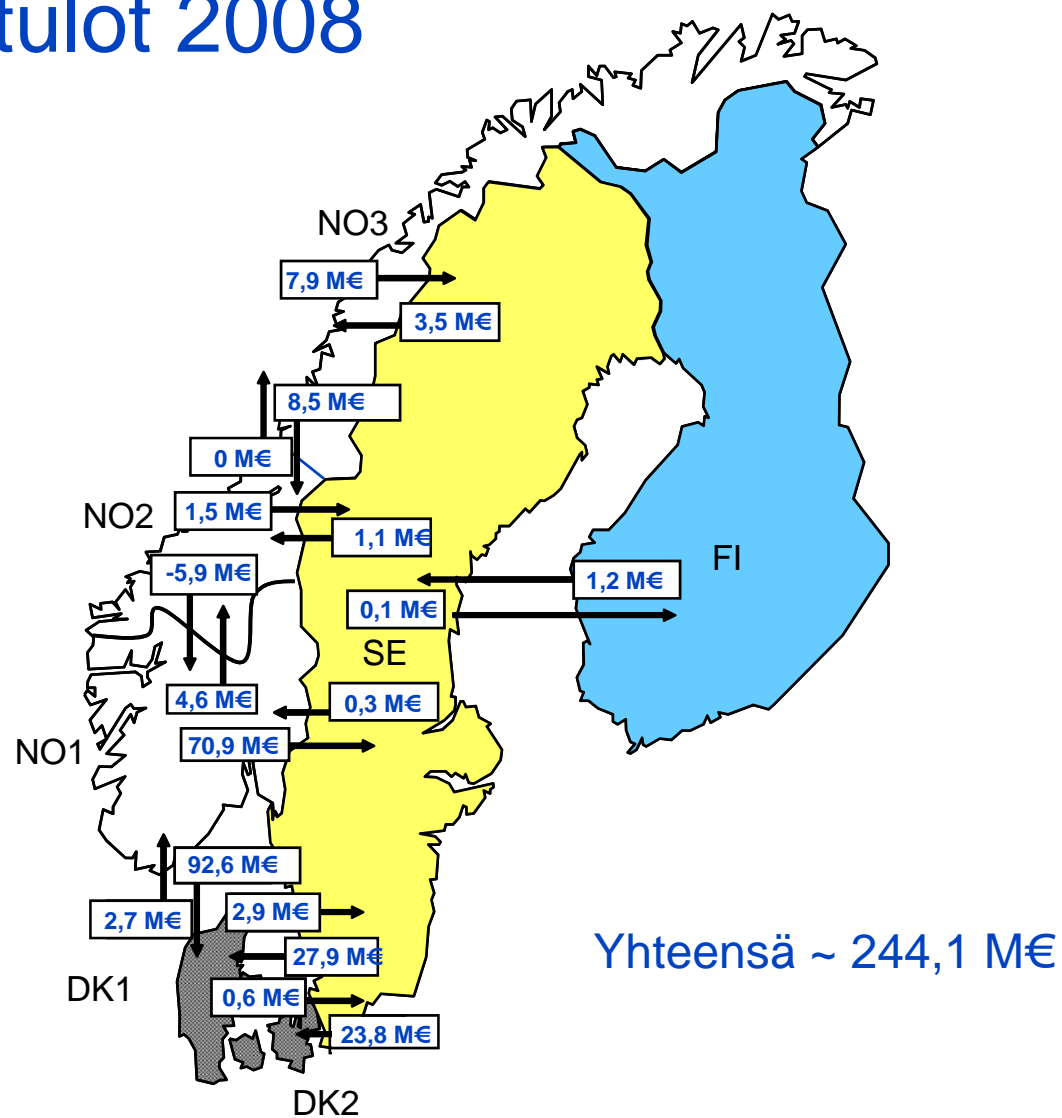 tulot 2008
NO3
7,9 M€
3,5 M€
8,5 M€
0 M€
NO2
1,5 M€
1,1 M€
-5,9 M€
FI
1,2 M€
0,1 M€
SE
4,6 M€
0,3 M€
NO1
70,9 M€
92,6 M€
2,7 M€
2,9 M€
27,9 M€
Yhteensä ~ 244,1 M€
DK1
0,6 M€
23,8 M€
DK2